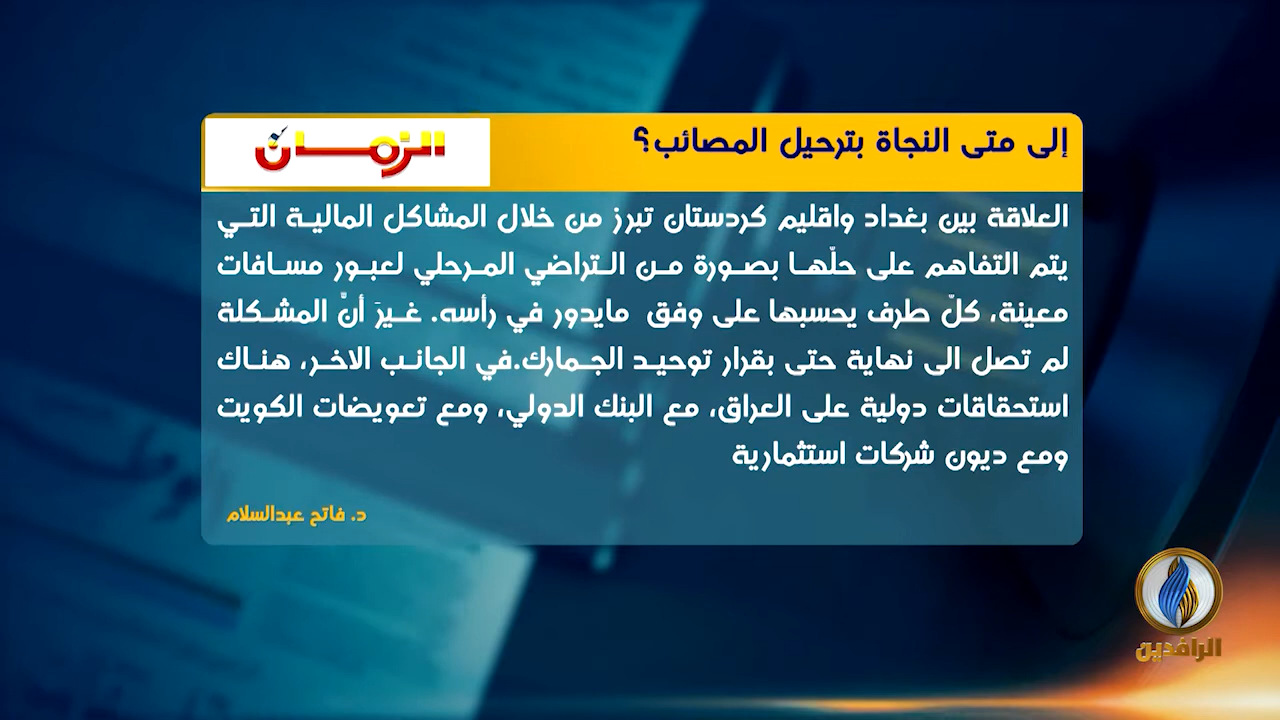 إلى متى النجاة بترحيل المصائب؟
الزمان
العلاقة بين بغداد واقليم كردستان تبرز من خلال المشاكل المالية التي
يتم التفاهم على حلّها بصورة من التراضي المرحلي لعبور مسافات
معينة، كلّ طرف يحسبها على وفق مايدور في رأسه. غيرَ أنَّ المشكلة
لم تصل الى نهاية حتى بقرار توحيد الجمارك.في الجانب الاخر، هناك
استحقاقات دولية على العراق، مع البنك الدولي، ومع تعويضات الكويت
ومع ديون شركات استثمارية
د. فاتح عبدالسلام
الرافدين